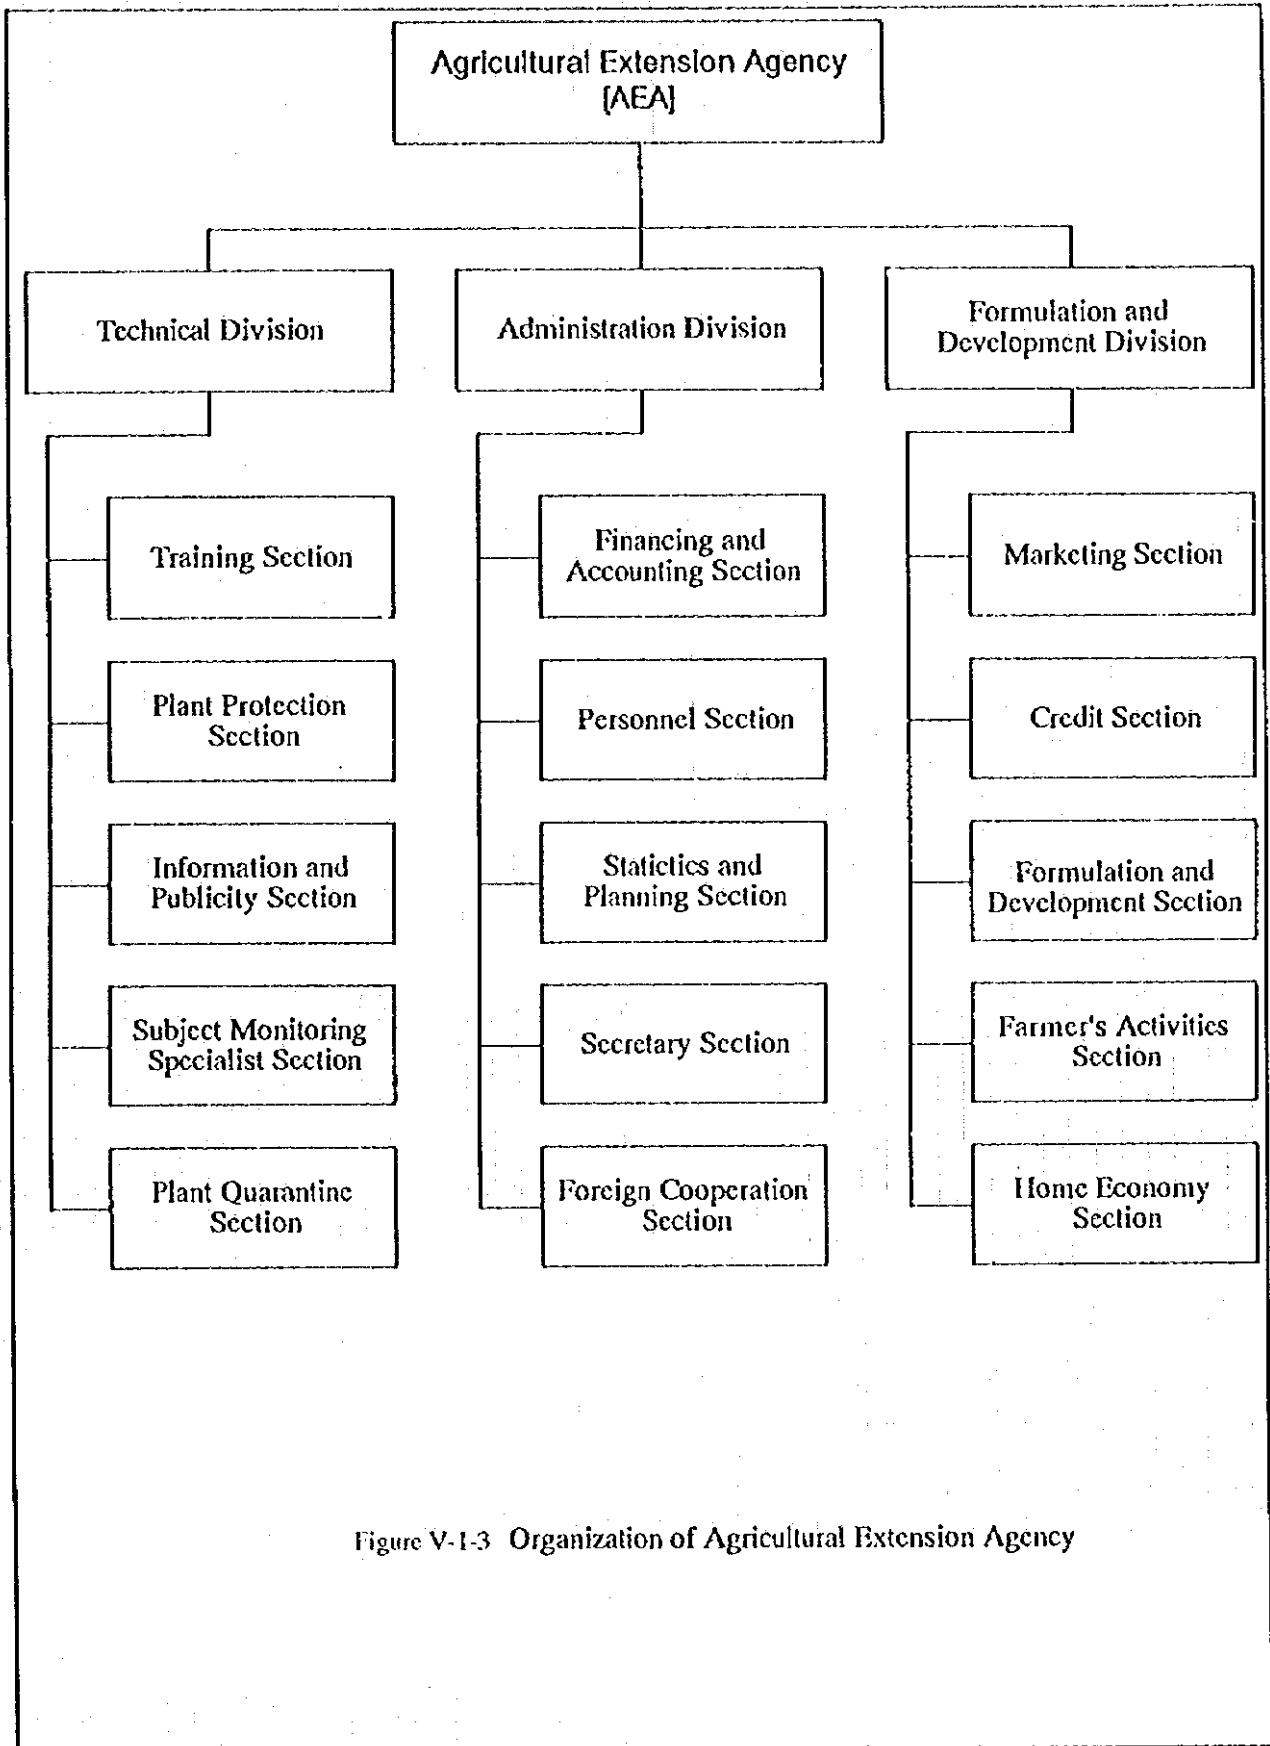 Agricultural Extension Agency
[AEA]
Technical Division
Administration Division
Formulation and
Development Division
Training Section
Plant Protection
Section
Information and
Publicity Section
Subject Monitoring
Specialist Section
Plant Quarantine
Section
Financing and
Accounting Section
Personnel Section
Statictics and
Planning Section
Secretary Section
Foreign Cooperation
Section
Marketing Section
Credit Section
Formulation and
Development Section
Farmer's Activities
Section
Home Economy
Section
Figure V-1-3 Organization of Agricultural Extension Agency